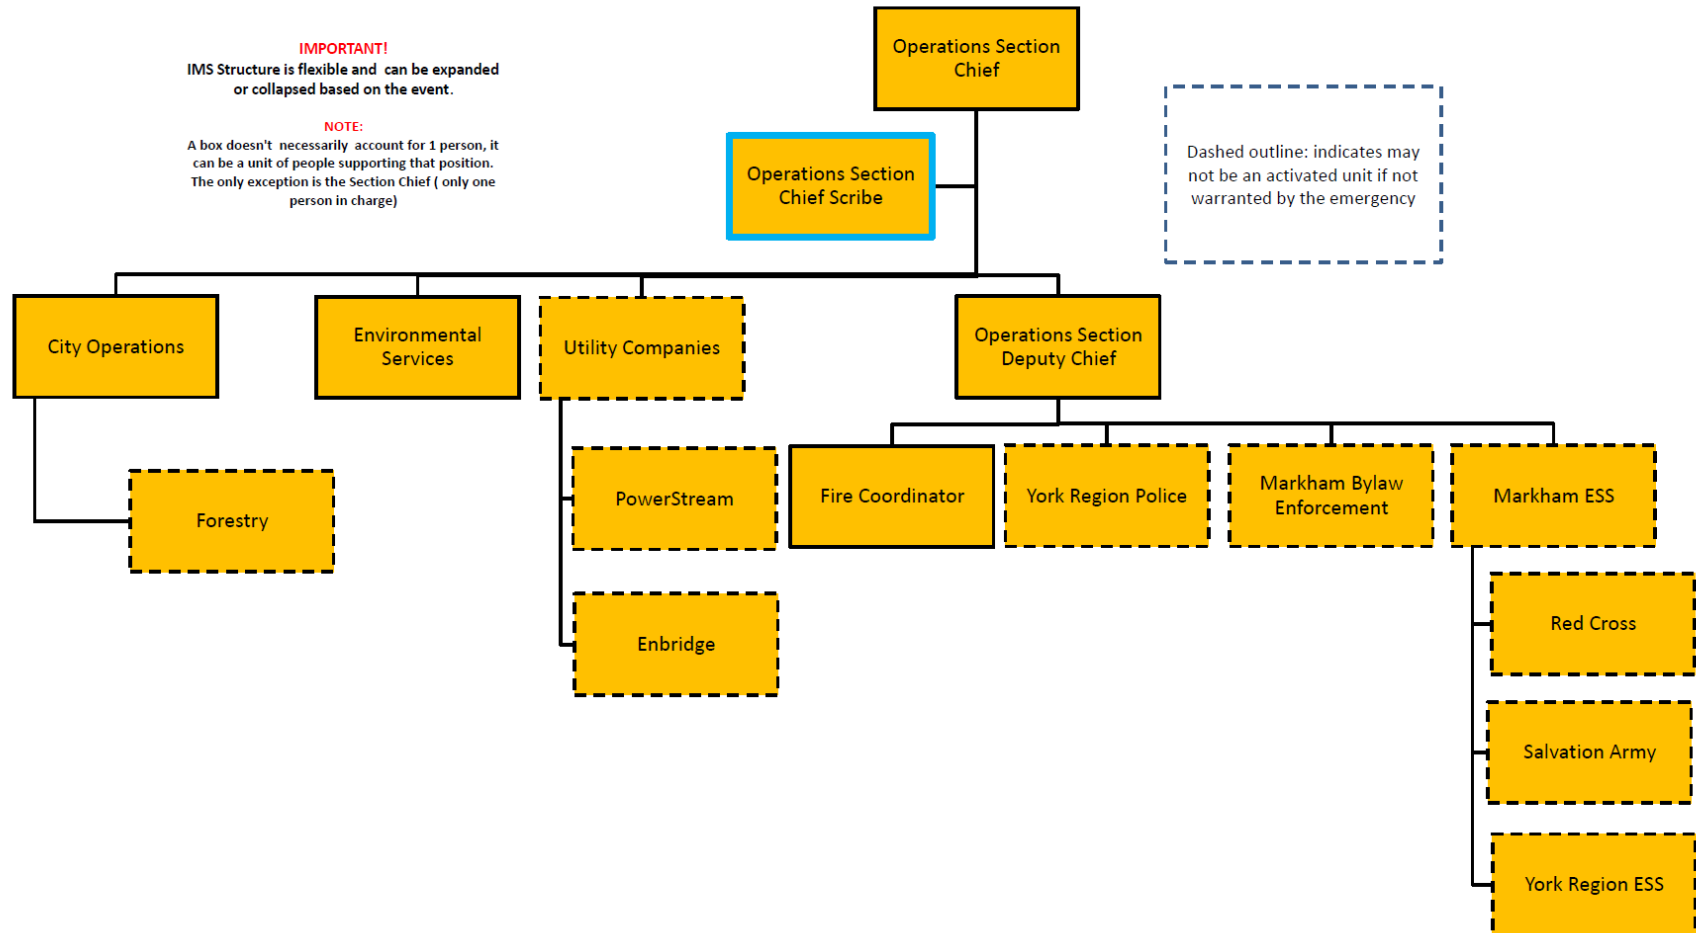 IMPORTANT!
IMS Structure is flexible and can be expanded
or collapsed based on the event.
NOTE:
A box doesn't necessarily account for 1 person, it
can be a unit of people supporting that position.
The only exception is the Section Chief ( only one
person in charge)
Operations Section
Chief
Operations Section
Chief Scribe
Dashed outline: indicates may
not be an activated unit if not
warranted by the emergency
City Operations
Environmental
Services
Utility Companies
Operations Section
Deputy Chief
Forestry
PowerStream
Enbridge
Fire Coordinator
York Region Police
Markham Bylaw
Enforcement
Markham ESS
Red Cross
Salvation Army
York Region ESS